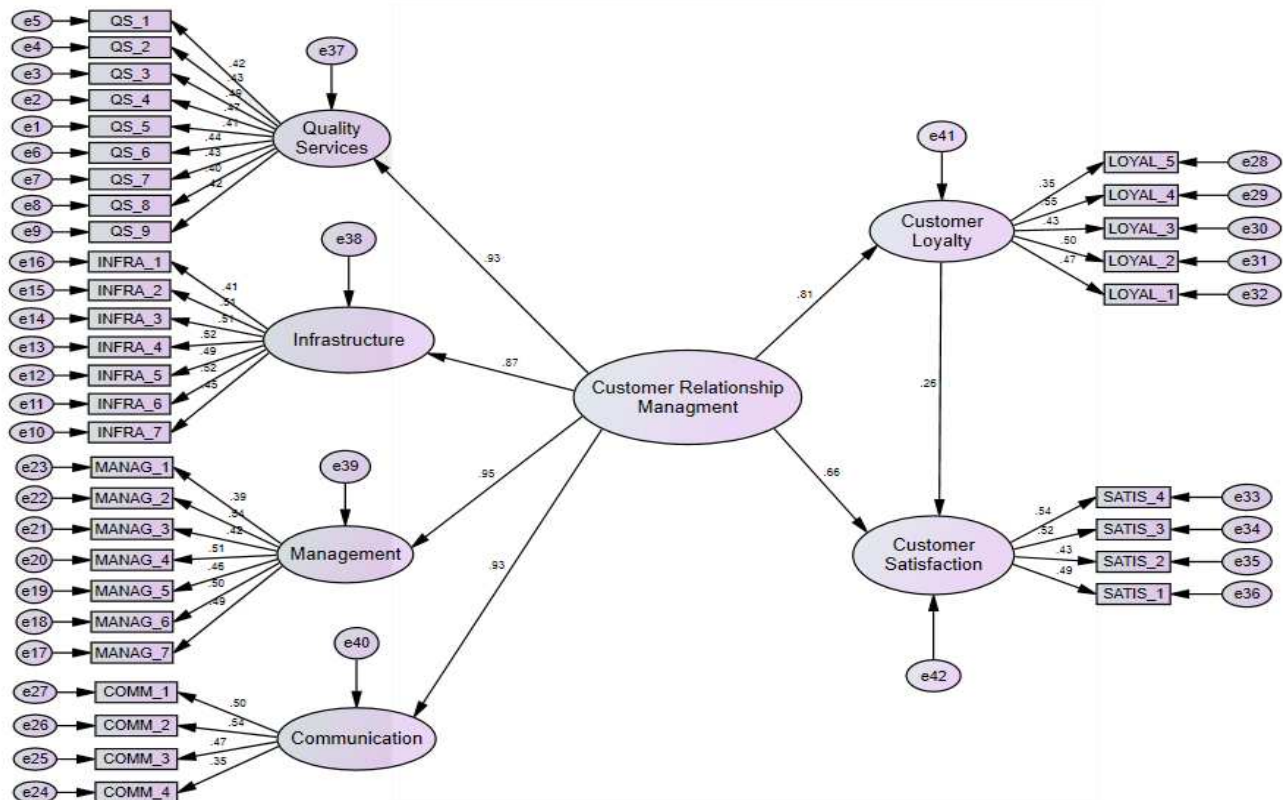 e5 QS_1
e4 QS_2
e3 QS_3
e2 QS_4
e1 QS_5
e6 QS_6
e7 QS_7
e8 QS_8
e9 QS_9
.42
.43
.47
.41
.44
.43
.40
.42
e37
Quality
Services
e16 INFRA_1
e15 INFRA_2
e14 INFRA_3
e13 INFRA_4
e12 INFRA_5
e11 INFRA_6
e10 INFRA_7
.41
.51
.51
.52
.49
.52
.45
e38
Infrastructure
e23 MANAG_1
e22 MANAG_2
e21 MANAG_3
e20 MANAG_4
e19 MANAG_5
e18 MANAG_6
e17 MANAG_7
.39
.42
.51
.46
.50
.49
e39
Management
e27 COMM_1
e26 COMM_2
e25 COMM_3
e24 COMM_4
.50
.54
.47
.35
e40
Communication
.93
.87
.95
.93
Customer Relationship
Managment
.81
.66
.26
e41
Customer
Loyalty
.35
.55
.43
.50
.47
LOYAL_5 e28
LOYAL_4 e29
LOYAL_3 e30
LOYAL_2 e31
LOYAL_1 e32
Customer
Satisfaction
.54
.52
.43
.49
SATIS_4 e33
SATIS_3 e34
SATIS_2 e35
SATIS_1 e36
e42